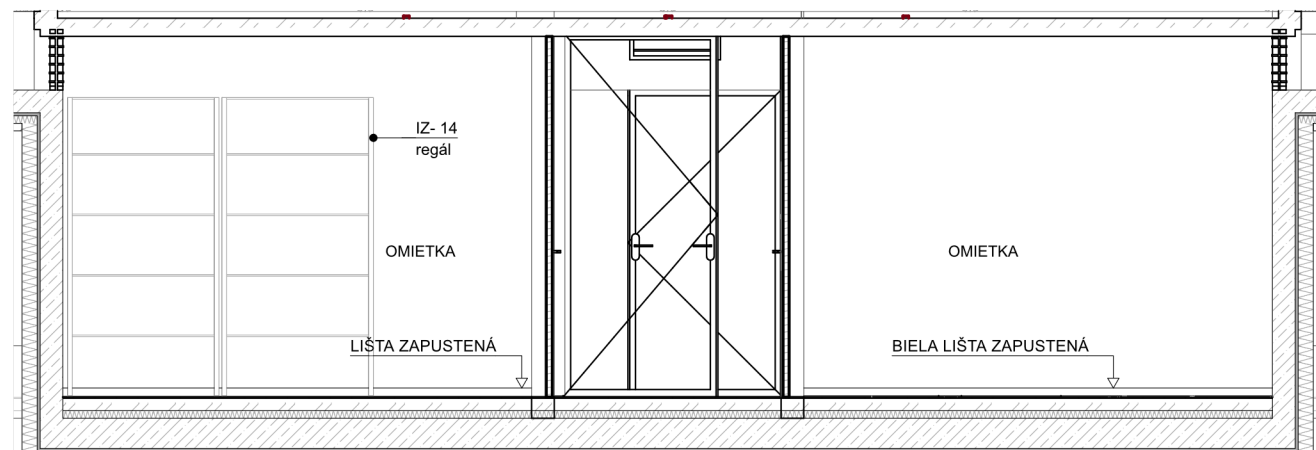 IZ- 14
regál
OMIETKA
OMIETKA
LIŠTA ZAPUSTENÁ
BIELA LIŠTA ZAPUSTENÁ